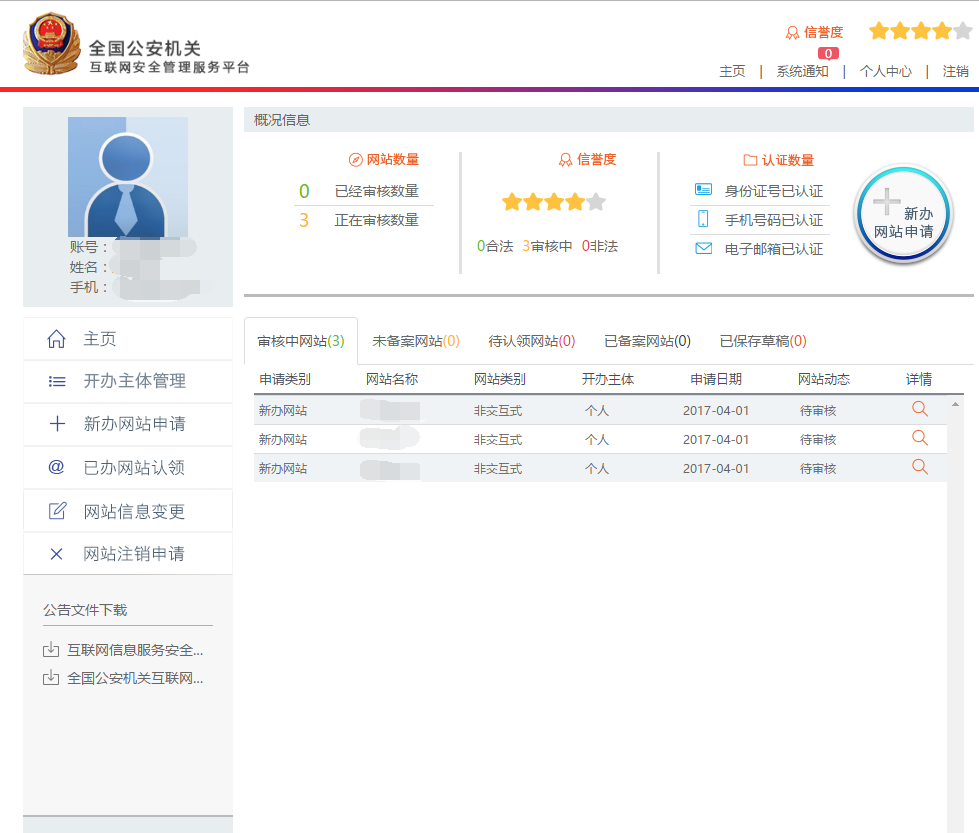 全国公安机关
互联网安全管理服务平台
信誉度
0
主页 | 系统通知 | 个人中心 | 注销
账号：
姓名：
手机：
概况信息
网站数量
0 已经审核数量
3 正在审核数量
信誉度
0合法 3审核中 0非法
认证数量
身份证号已认证
手机号码已认证
电子邮箱已认证
新办
网站申请
主页
开办主体管理
新办网站申请
@ 已办网站认领
网站信息变更
网站注销申请
公告文件下载
互联网信息服务安全...
全国公安机关互联网...
审核中网站(3) 未备案网站(0) 待认领网站(0) 已备案网站(0) 已保存草稿(0)
申请类别 网站名称 网站类别 开办主体 申请日期 网站动态 详情
新办网站 非交互式 个人 2017-04-01 待审核
新办网站 非交互式 个人 2017-04-01 待审核
新办网站 非交互式 个人 2017-04-01 待审核